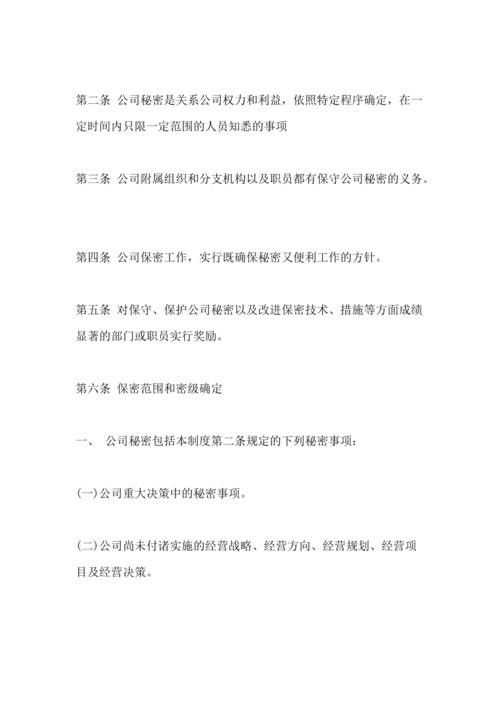 第二条 公司秘密是关系公司权力和利益，依照特定程序确定，在一
定时间内只限一定范围的人员知悉的事项
第三条 公司附属组织和分支机构以及职员都有保守公司秘密的义务。
第四条 公司保密工作，实行既确保秘密又便利工作的方针。
第五条 对保守、保护公司秘密以及改进保密技术、措施等方面成绩
显著的部门或职员实行奖励。
第六条 保密范围和密级确定
一、 公司秘密包括本制度第二条规定的下列秘密事项：
(一)公司重大决策中的秘密事项。
(二)公司尚未付诸实施的经营战略、经营方向、经营规划、经营项
目及经营决策。